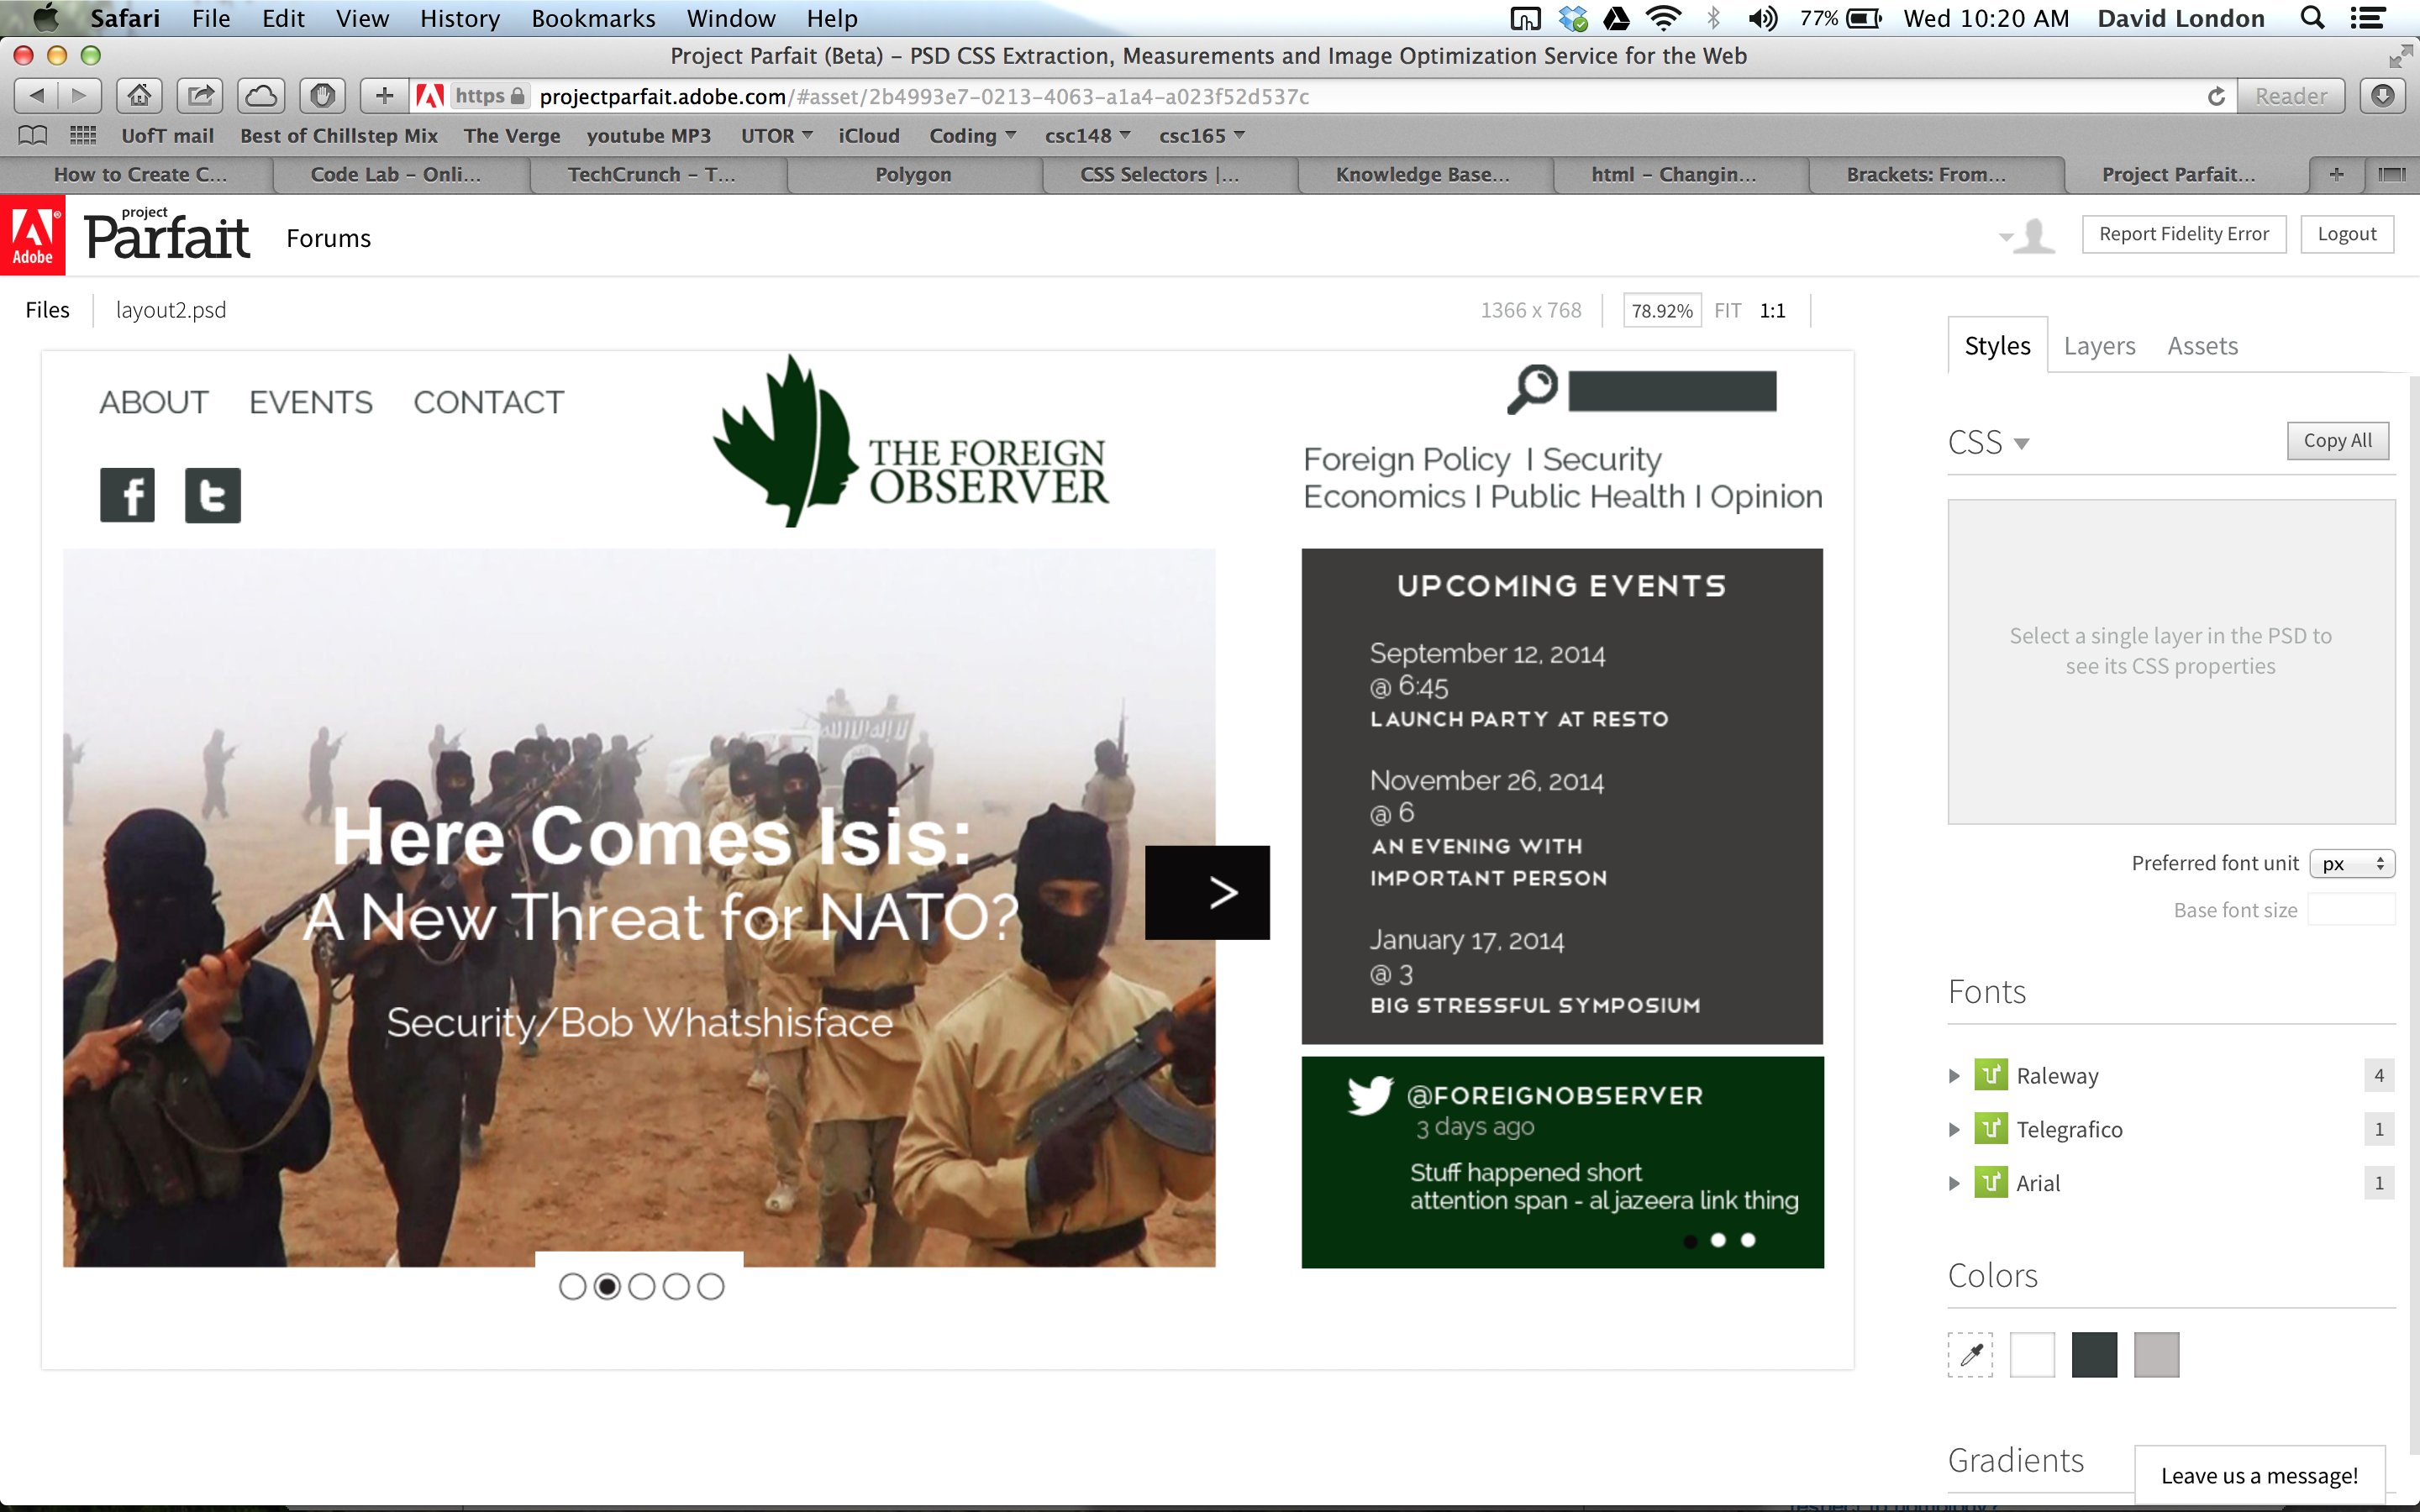 Safari File Edit View History Bookmarks Window Help 77% Wed 10:20 AM David London
Project Parfait (Beta) – PSD CSS Extraction, Measurements and Image Optimization Service for the Web
https projectparfait.adobe.com/#asset/2b4993e7-0213-4063-a1a4-a023f52d537c Reader
UofT mail Best of Chillstep Mix The Verge youtube MP3 UTOR iCloud Coding csc148 csc165
How to Create C... Code Lab – Onli... TechCrunch – T... Polygon CSS Selectors |... Knowledge Base... html – Changin... Brackets: From... Project Parfait...
Adobe
project
Parfait
Forums
Report Fidelity Error
Logout
Files
layout2.psd
1366 x 768
78.92%
FIT
1:1
ABOUT EVENTS CONTACT
THE FOREIGN
OBSERVER
Foreign Policy I Security
Economics I Public Health I Opinion
Here Comes Isis:
A New Threat for NATO?
Security/Bob Whatshisface
>
UPCOMING EVENTS
September 12, 2014
@ 6:45
LAUNCH PARTY AT RESTO
November 26, 2014
@ 6
AN EVENING WITH
IMPORTANT PERSON
January 17, 2014
@ 3
BIG STRESSFUL SYMPOSIUM
@FOREIGNOBSERVER
3 days ago
Stuff happened short
attention span - al jazeera link thing
Styles Layers Assets
CSS
Copy All
Select a single layer in the PSD to
see its CSS properties
Preferred font unit px
Base font size
Fonts
Raleway 4
Telegrafico 1
Arial 1
Colors
Gradients
Leave us a message!